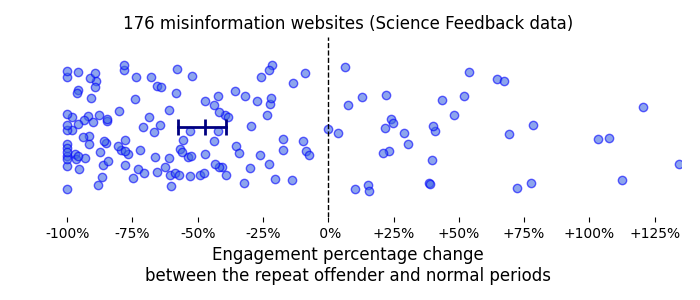 176 misinformation websites (Science Feedback data)
-100% -75% -50% -25% 0% +25% +50% +75% +100% +125%
Engagement percentage change
between the repeat offender and normal periods